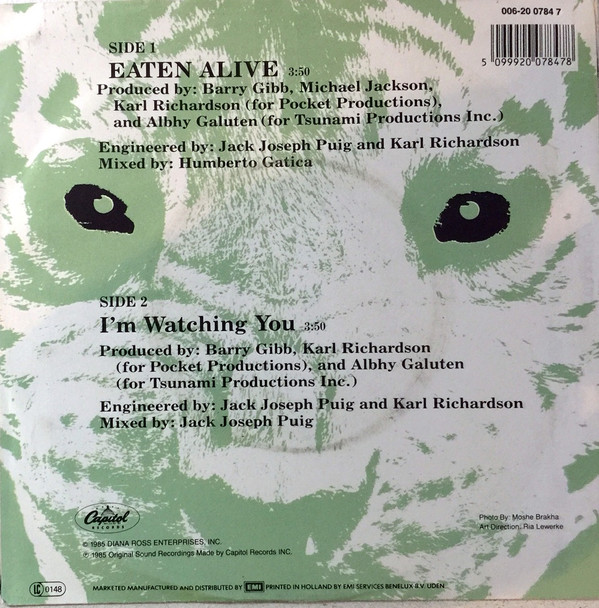 006-20 0784 7
5 099920 078478
SIDE 1
EATEN ALIVE 3:50
Produced by: Barry Gibb, Michael Jackson,
Karl Richardson (for Pocket Productions),
and Albhy Galuten (for Tsunami Productions Inc.)
Engineered by: Jack Joseph Puig and Karl Richardson
Mixed by: Humberto Gatica
SIDE 2
I'm Watching You 3:50
Produced by: Barry Gibb, Karl Richardson
(for Pocket Productions), and Albhy Galuten
(for Tsunami Productions Inc.)
Engineered by: Jack Joseph Puig and Karl Richardson
Mixed by: Jack Joseph Puig
Capitol
RECORDS
Photo By: Moshe Brakha
Art Direction: Ria Lewerke
© 1985 DIANA ROSS ENTERPRISES, INC.
℗ 1985 Original Sound Recordings Made by Capitol Records INC.
LC 0148
MARKETED MANUFACTURED AND DISTRIBUTED BY EMI PRINTED IN HOLLAND BY EMI SERVICES BENELUX B.V. UDEN